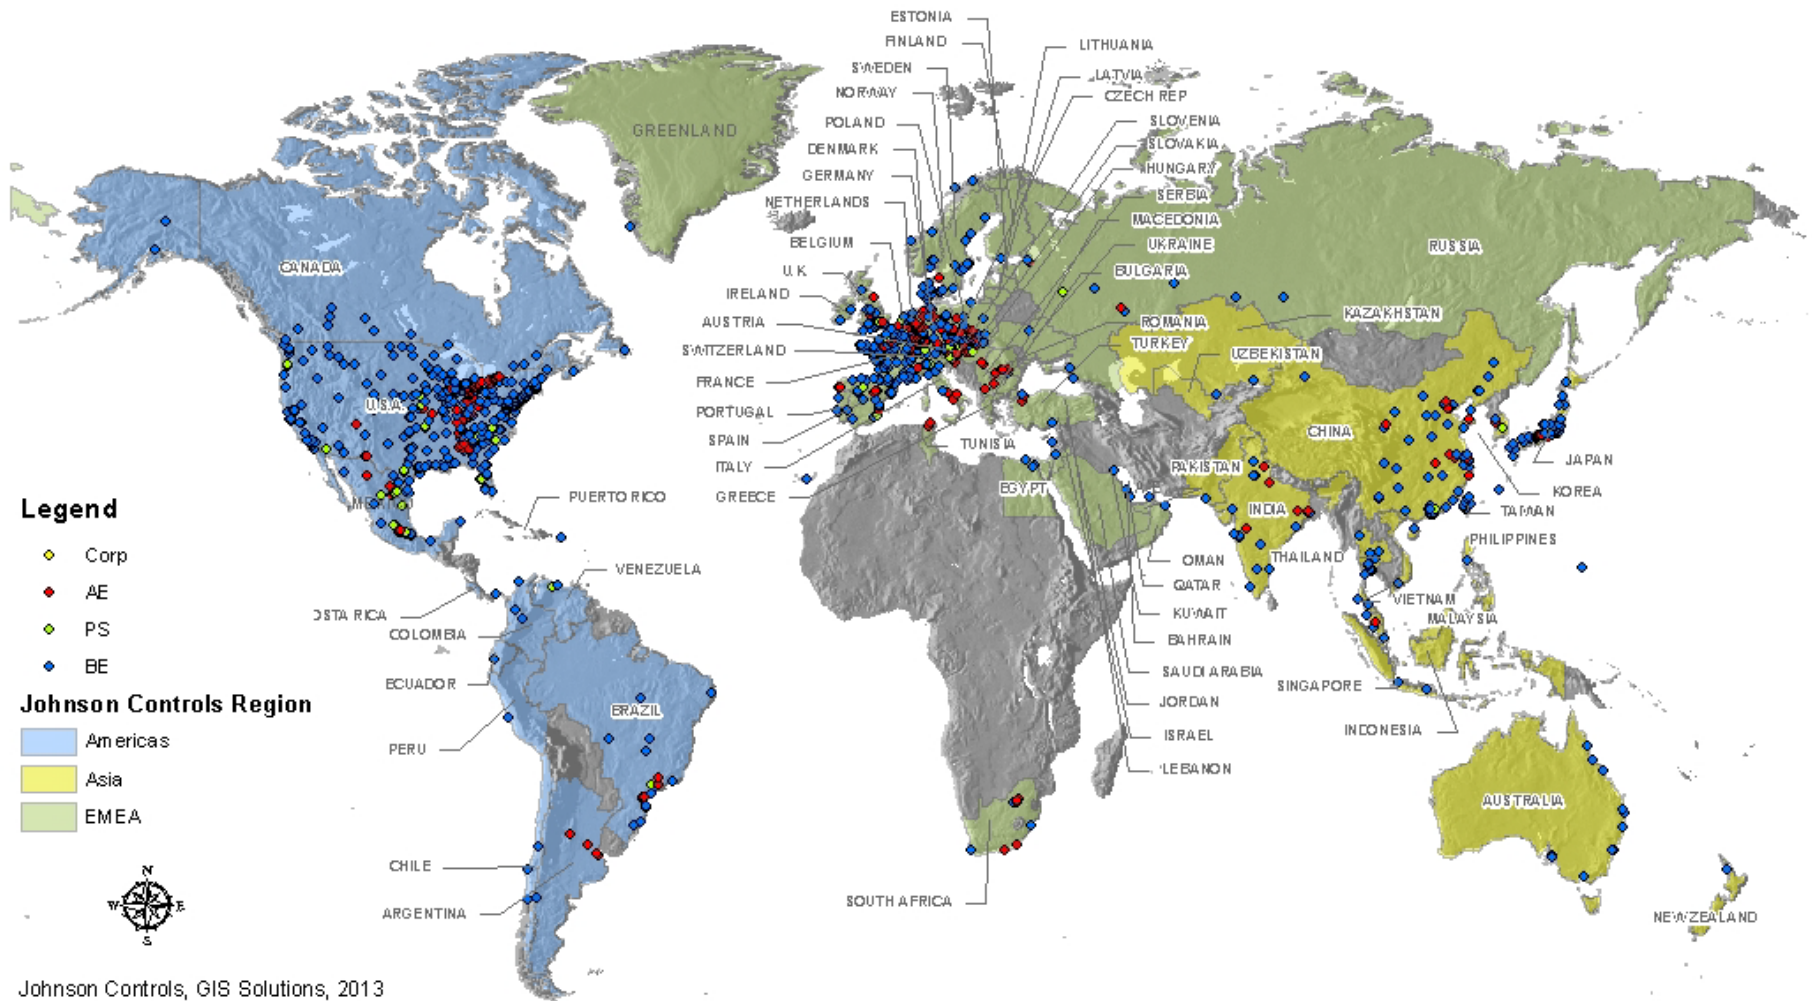 ESTONIA
FINLAND
LITHUANIA
SWEDEN
LATVIA
NORWAY
CZECH REP
POLAND
SLOVENIA
DENMARK
SLOVAKIA
GERMANY
HUNGARY
NETHERLANDS
SERBIA
MACEDONIA
BELGIUM
UKRAINE
U.K
BULGARIA
IRELAND
AUSTRIA
ROMANIA
SWITZERLAND
TURKEY
UZBEKISTAN
FRANCE
PORTUGAL
SPAIN
TUNISIA
ITALY
GREECE
GREENLAND
CANADA
U.S.A.
RUSSIA
KAZAKHSTAN
CHINA
PAKISTAN
EGYPT
INDIA
JAPAN
KOREA
TAIWAN
PHILIPPINES
OMAN
THAILAND
QATAR
KUWAIT
VIETNAM
MALAYSIA
BAHRAIN
SAUDI ARABIA
SINGAPORE
JORDAN
INDONESIA
ISRAEL
LEBANON
PUERTO RICO
VENEZUELA
OSTA RICA
COLOMBIA
ECUADOR
BRAZIL
PERU
CHILE
ARGENTINA
SOUTH AFRICA
AUSTRALIA
NEW ZEALAND
Legend
Corp
AE
PS
BE
Johnson Controls Region
Americas
Asia
EMEA
N
W E
S
Johnson Controls, GIS Solutions, 2013